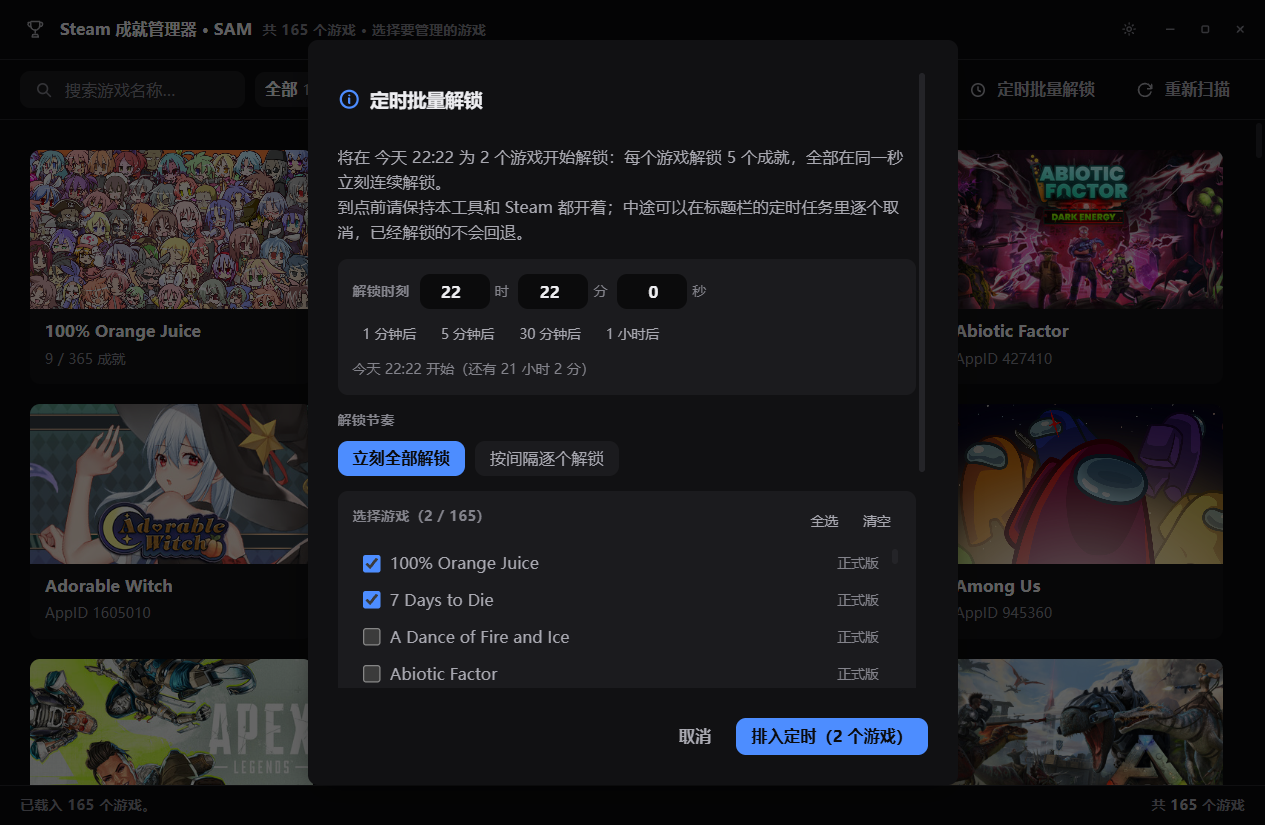 Steam 成就管理器 • SAM 共 165 个游戏 • 选择要管理的游戏
搜索游戏名称...
全部 1
定时批量解锁
重新扫描
定时批量解锁
将在 今天 22:22 为 2 个游戏开始解锁：每个游戏解锁 5 个成就，全部在同一秒
立刻连续解锁。
到点前请保持本工具和 Steam 都开着；中途可以在标题栏的定时任务里逐个取
消，已经解锁的不会回退。
解锁时刻 22 时 22 分 0 秒
1 分钟后 5 分钟后 30 分钟后 1 小时后
今天 22:22 开始（还有 21 小时 2 分）
解锁节奏
立刻全部解锁 按间隔逐个解锁
选择游戏（2 / 165）
全选 清空
100% Orange Juice 正式版
7 Days to Die 正式版
A Dance of Fire and Ice 正式版
Abiotic Factor 正式版
取消 排入定时（2 个游戏）
100% Orange Juice
9 / 365 成就
ABIOTIC
FACTOR
DARK ENERGY
Abiotic Factor
AppID 427410
Adorable
Witch
Adorable Witch
AppID 1605010
Among Us
AppID 945360
APEX
LEGENDS
已载入 165 个游戏。
共 165 个游戏